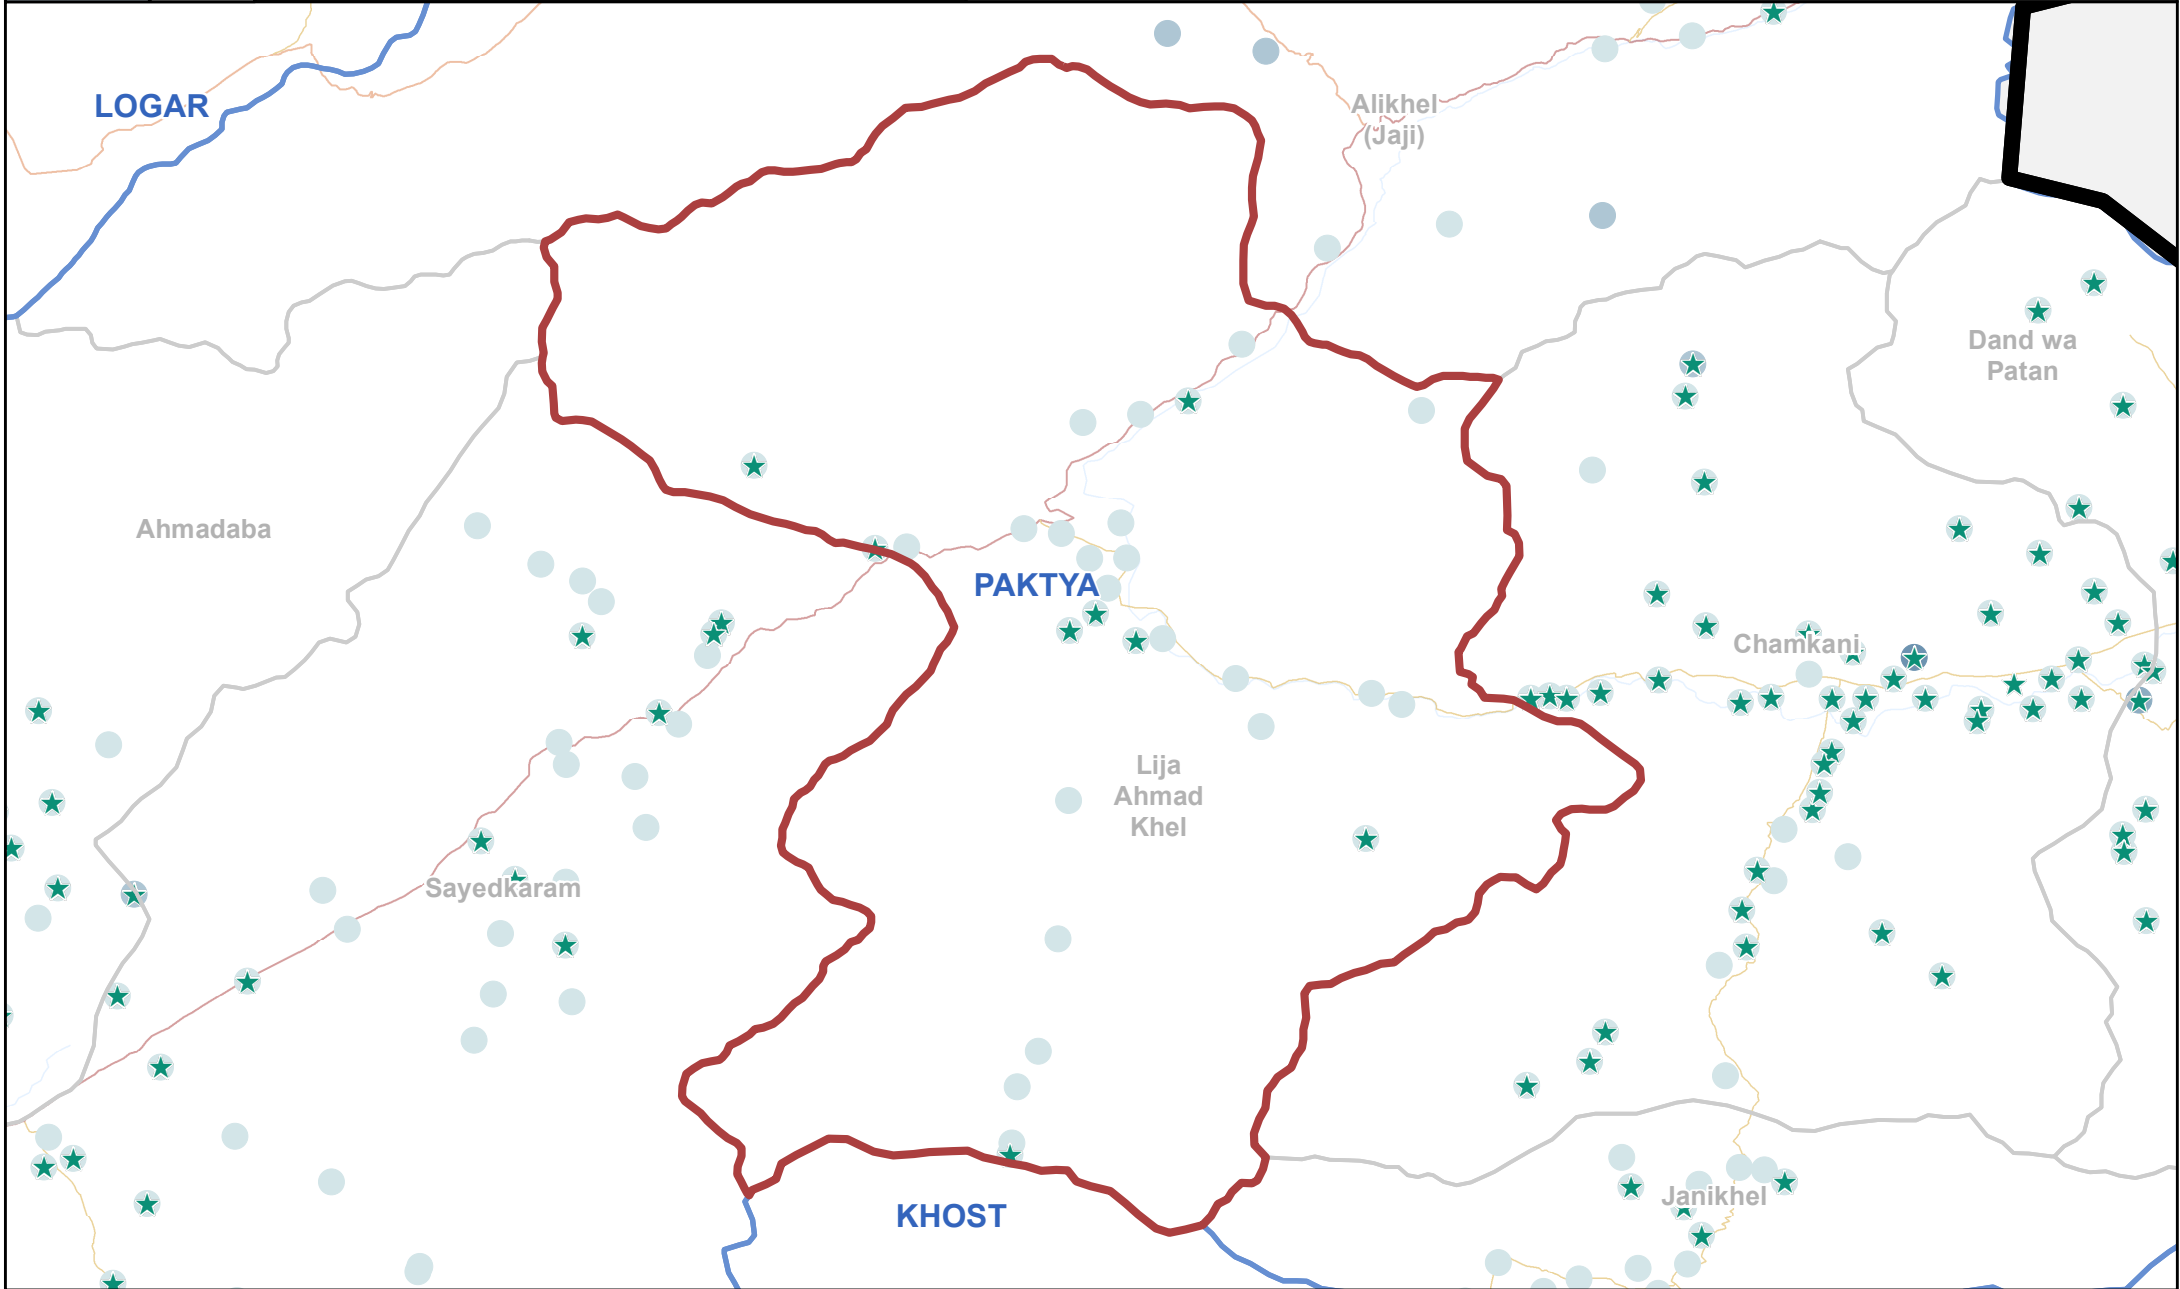 LOGAR
Alikhel
(Jaji)
Dand wa
Patan
Ahmadaba
PAKTYA
Chamkani
Lija
Ahmad
Khel
Sayedkaram
Janikhel
KHOST